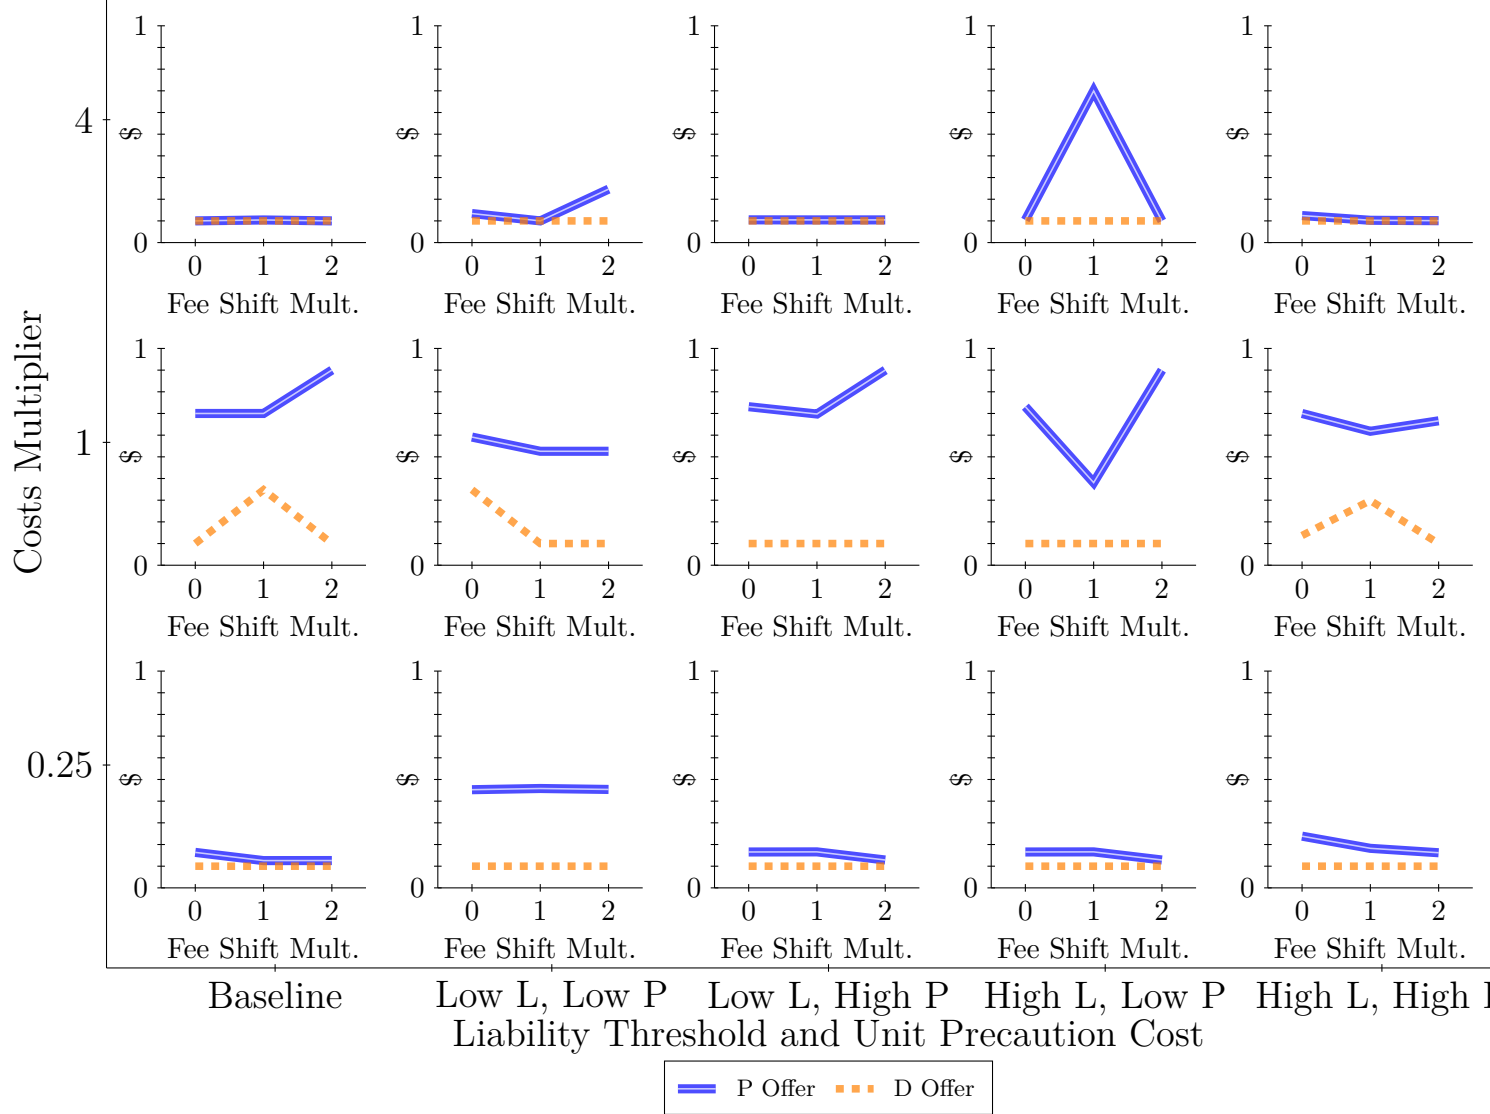 Costs Multiplier
4
1
$
0
0 1 2
Fee Shift Mult.
1
$
0
0 1 2
Fee Shift Mult.
1
$
0
0 1 2
Fee Shift Mult.
1
$
0
0 1 2
Fee Shift Mult.
1
$
0
0 1 2
Fee Shift Mult.
1
1
$
0
0 1 2
Fee Shift Mult.
1
$
0
0 1 2
Fee Shift Mult.
1
$
0
0 1 2
Fee Shift Mult.
1
$
0
0 1 2
Fee Shift Mult.
1
$
0
0 1 2
Fee Shift Mult.
0.25
1
$
0
0 1 2
Fee Shift Mult.
1
$
0
0 1 2
Fee Shift Mult.
1
$
0
0 1 2
Fee Shift Mult.
1
$
0
0 1 2
Fee Shift Mult.
1
$
0
0 1 2
Fee Shift Mult.
Baseline
Low L, Low P
Low L, High P
High L, Low P
High L, High
Liability Threshold and Unit Precaution Cost
P Offer
D Offer